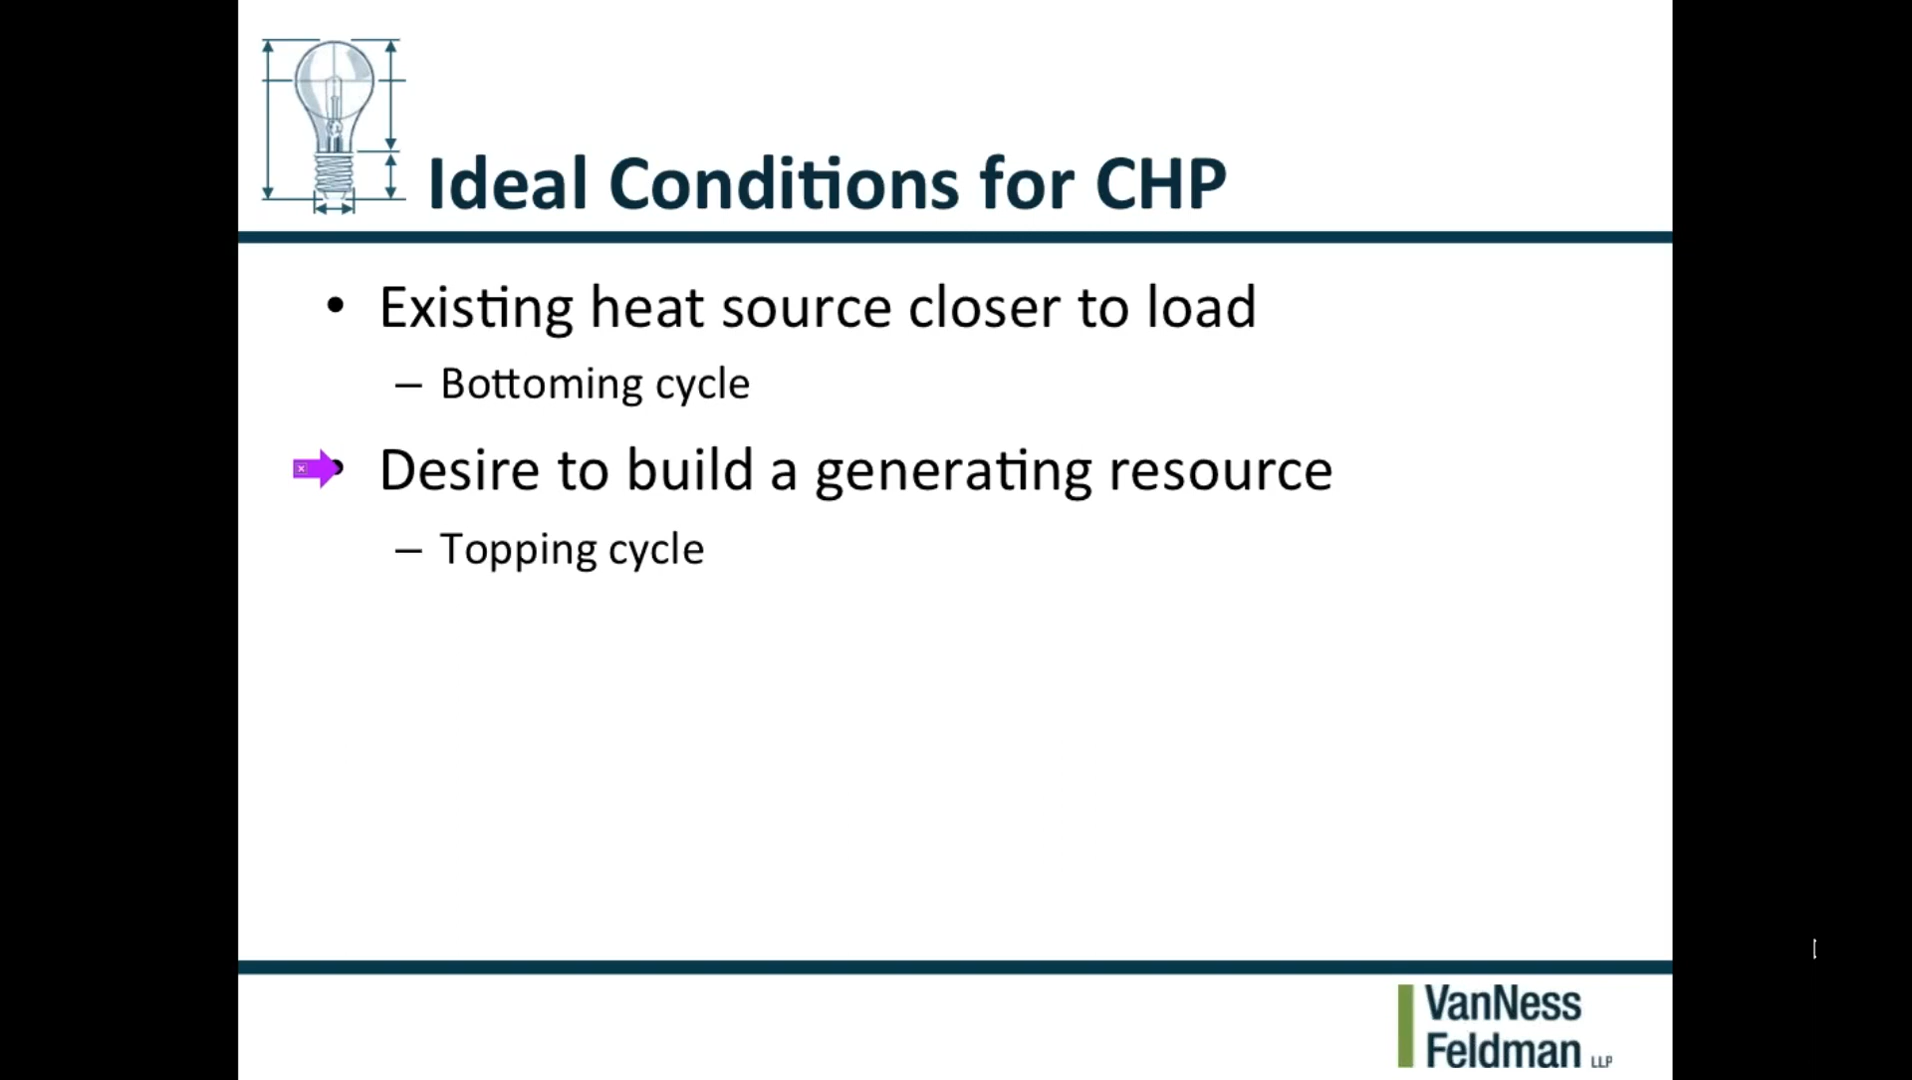 Ideal Conditions for CHP
• Existing heat source closer to load
– Bottoming cycle
• Desire to build a generating resource
– Topping cycle
VanNess
Feldman LLP